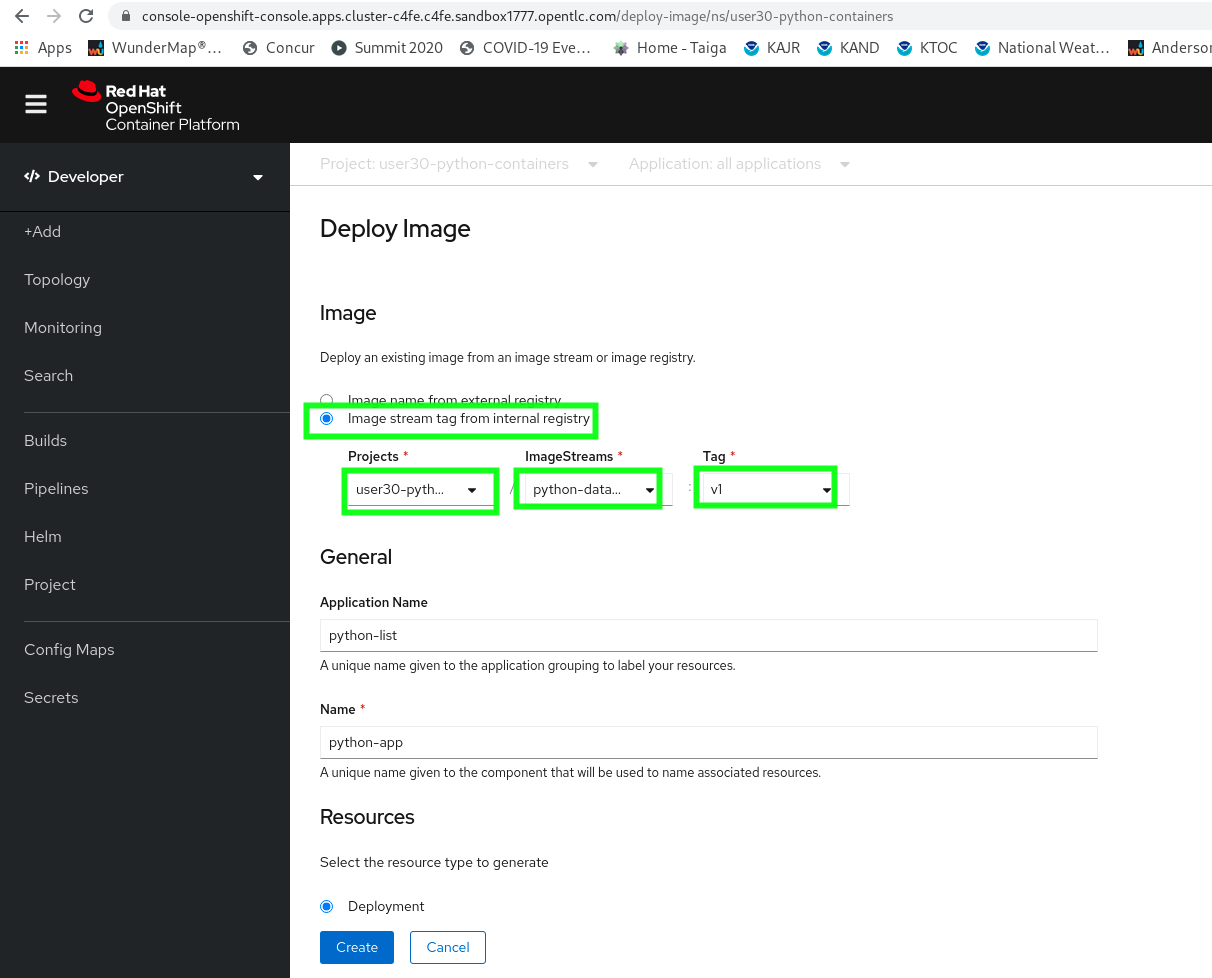 console-openshift-console.apps.cluster-c4fe.c4fe.sandbox1777.opentlc.com/deploy-image/ns/user30-python-containers
Apps WunderMap®... Concur Summit 2020 COVID-19 Eve... Home - Taiga KAJR KAND KTOC National Weat... Anderson
Red Hat
OpenShift
Container Platform
Developer
+Add
Topology
Monitoring
Search
Builds
Pipelines
Helm
Project
Config Maps
Secrets
Project: user30-python-containers Application: all applications
Deploy Image
Image
Deploy an existing image from an image stream or image registry.
Image name from external registry
Image stream tag from internal registry
Projects * ImageStreams * Tag *
user30-pyth... / python-data... : v1
General
Application Name
python-list
A unique name given to the application grouping to label your resources.
Name *
python-app
A unique name given to the component that will be used to name associated resources.
Resources
Select the resource type to generate
Deployment
Create Cancel